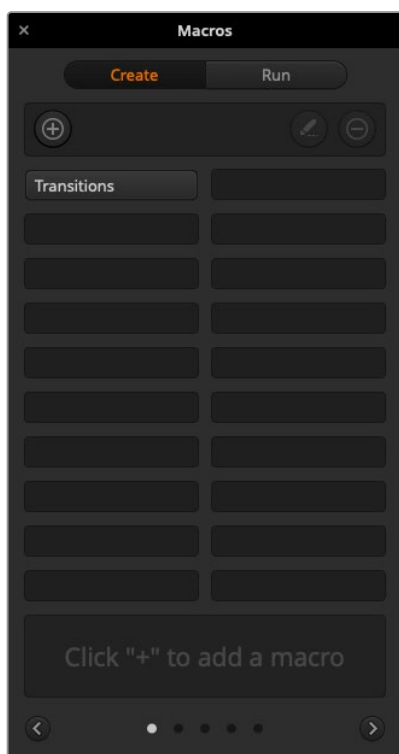 Macros
Create
Run
Transitions
Click "+" to add a macro